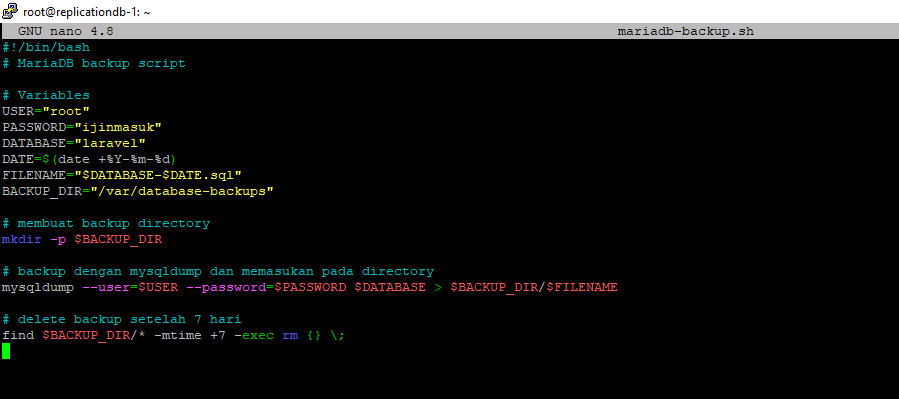 root@replicationdb-1: ~
GNU nano 4.8 mariadb-backup.sh
#!/bin/bash
# MariaDB backup script
# Variables
USER="root"
PASSWORD="ijinmasuk"
DATABASE="laravel"
DATE=$(date +%Y-%m-%d)
FILENAME="$DATABASE-$DATE.sql"
BACKUP_DIR="/var/database-backups"
# membuat backup directory
mkdir -p $BACKUP_DIR
# backup dengan mysqldump dan memasukan pada directory
mysqldump --user=$USER --password=$PASSWORD $DATABASE > $BACKUP_DIR/$FILENAME
# delete backup setelah 7 hari
find $BACKUP_DIR/* -mtime +7 -exec rm {} \;